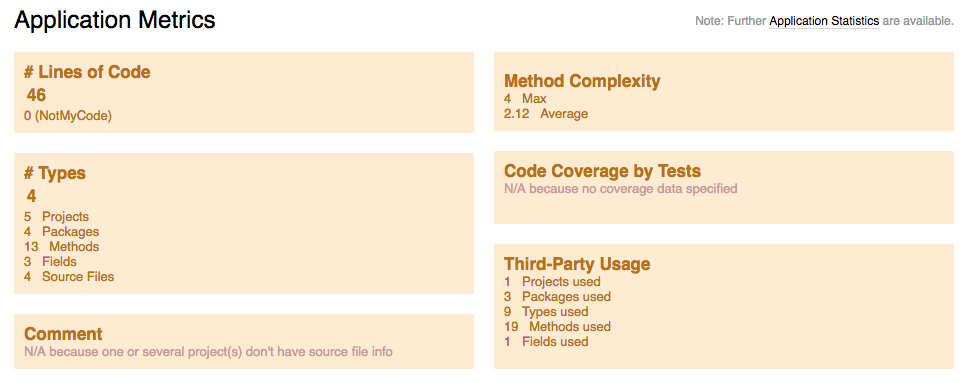 Application Metrics
Note: Further Application Statistics are available.
# Lines of Code
46
0 (NotMyCode)
# Types
4
5 Projects
4 Packages
13 Methods
3 Fields
4 Source Files
Comment
N/A because one or several project(s) don't have source file info
Method Complexity
4 Max
2.12 Average
Code Coverage by Tests
N/A because no coverage data specified
Third-Party Usage
1 Projects used
3 Packages used
9 Types used
19 Methods used
1 Fields used